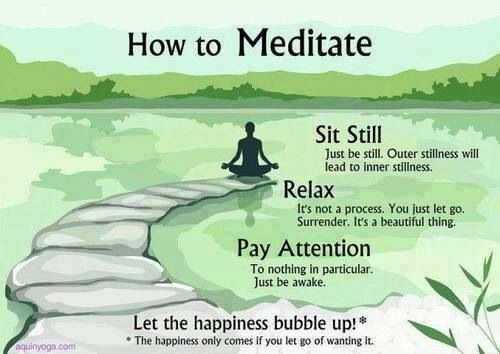 How to Meditate
Sit Still
Just be still. Outer stillness will
lead to inner stillness.
Relax
It's not a process. You just let go.
Surrender. It's a beautiful thing.
Pay Attention
To nothing in particular.
Just be awake.
Let the happiness bubble up!*
* The happiness only comes if you let go of wanting it.
aquinyoga.com